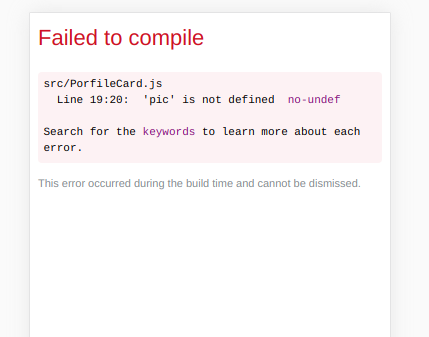 Failed to compile
src/PorfileCard.js
Line 19:20:  'pic' is not defined  no-undef
Search for the keywords to learn more about each
error.
This error occurred during the build time and cannot be dismissed.